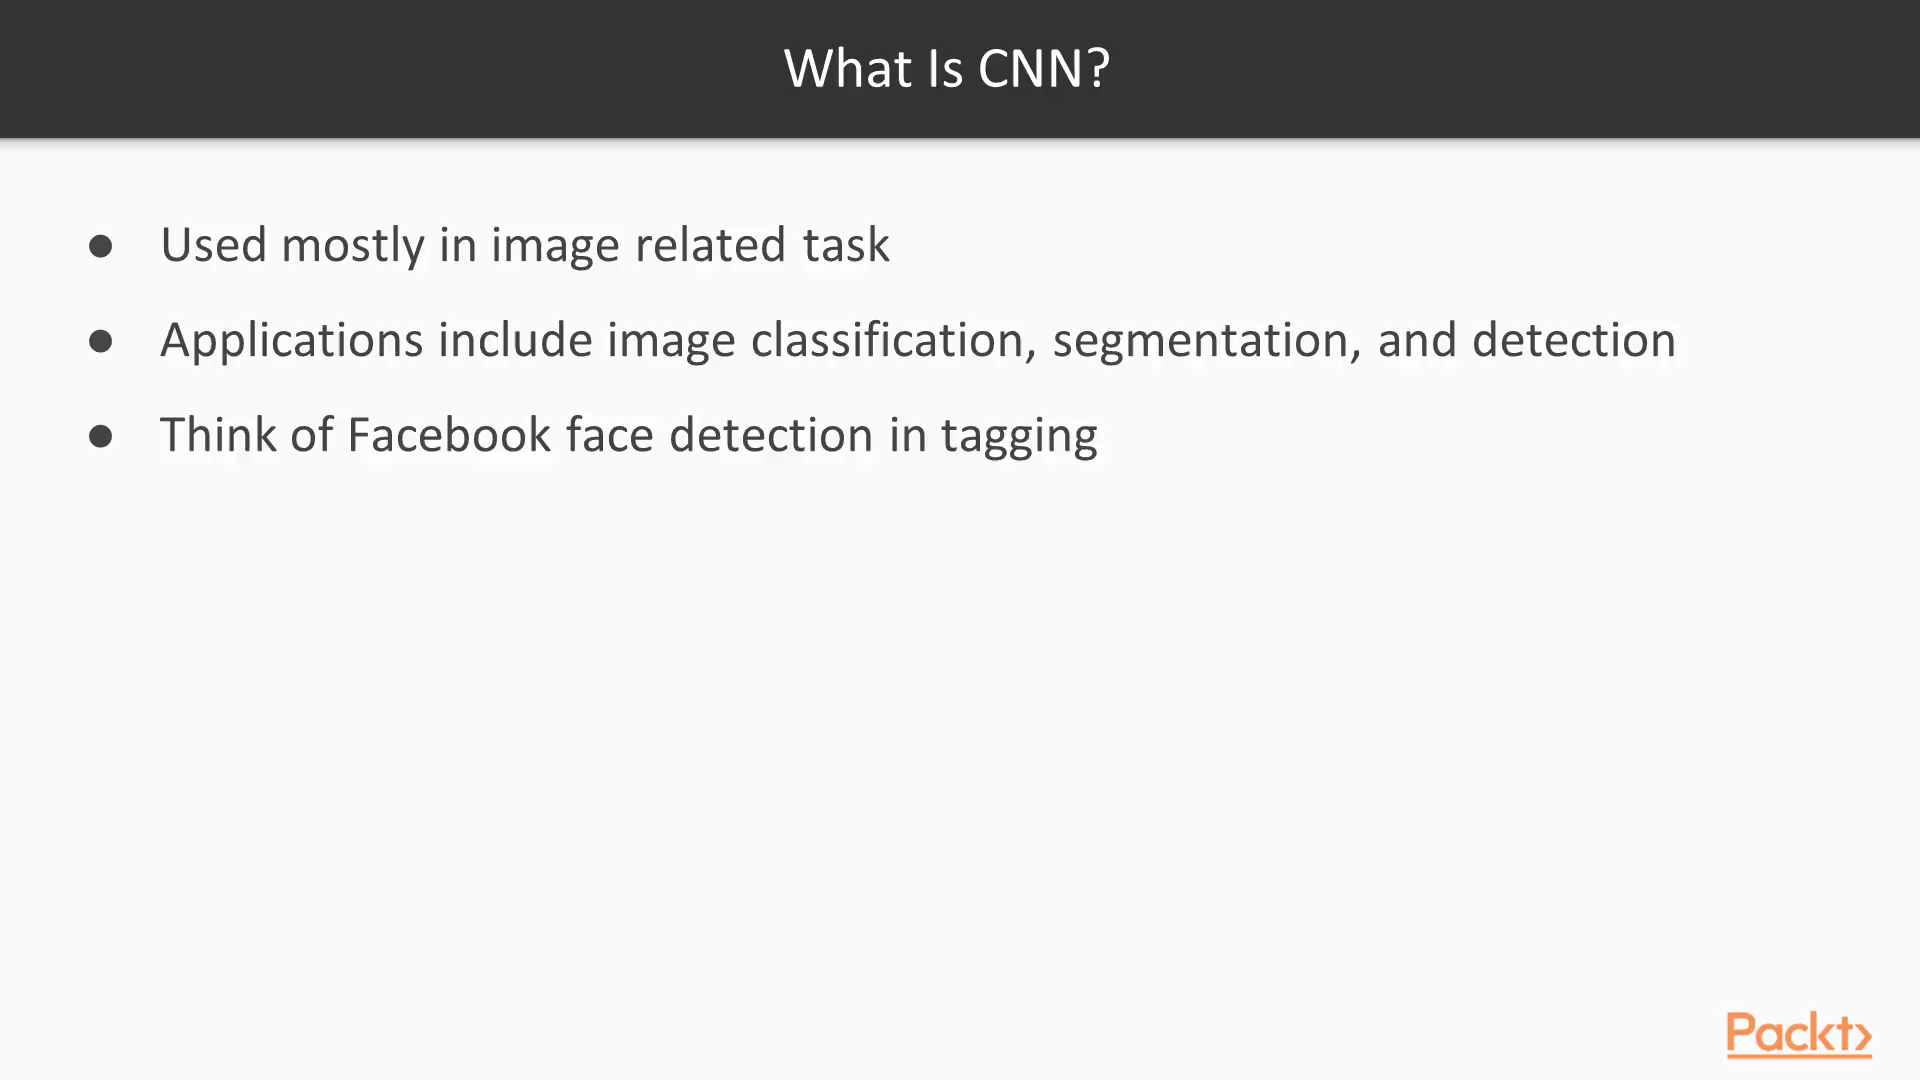 What Is CNN?
● Used mostly in image related task
● Applications include image classification, segmentation, and detection
● Think of Facebook face detection in tagging
Packt>